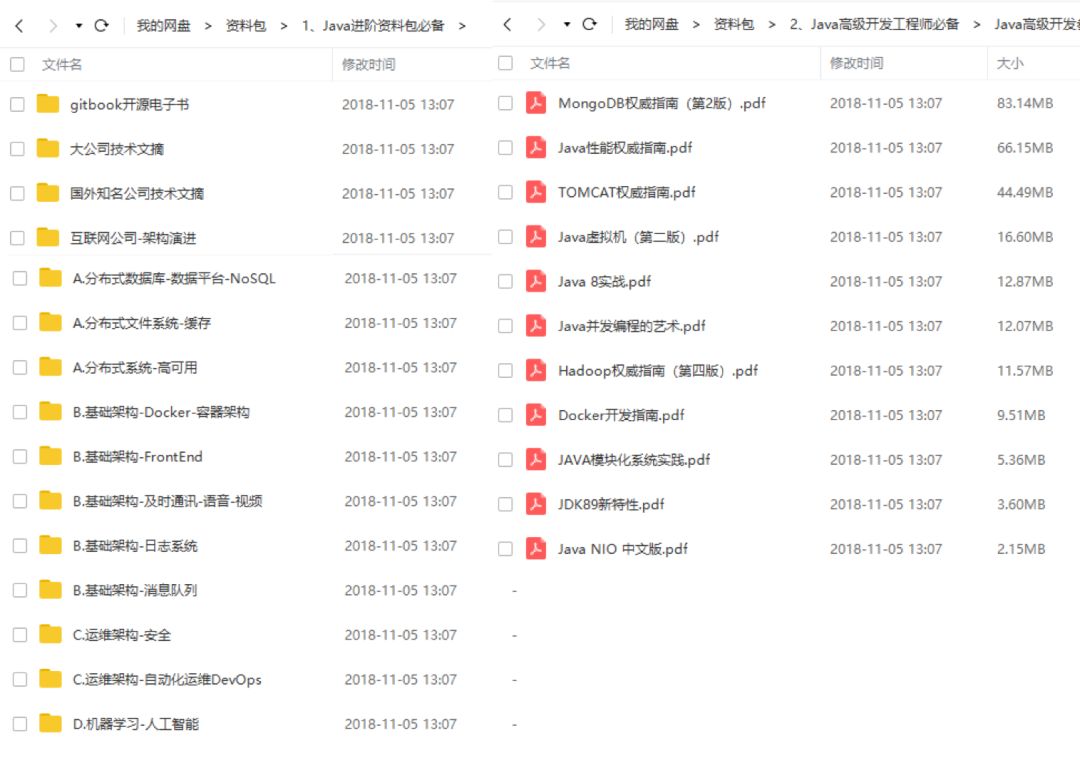 我的网盘 > 资料包 > 1、Java进阶资料包必备 >
文件名 修改时间
gitbook开源电子书 2018-11-05 13:07
大公司技术文摘 2018-11-05 13:07
国外知名公司技术文摘 2018-11-05 13:07
互联网公司-架构演进 2018-11-05 13:07
A.分布式数据库-数据平台-NoSQL 2018-11-05 13:07
A.分布式文件系统-缓存 2018-11-05 13:07
A.分布式系统-高可用 2018-11-05 13:07
B.基础架构-Docker-容器架构 2018-11-05 13:07
B.基础架构-FrontEnd 2018-11-05 13:07
B.基础架构-及时通讯-语音-视频 2018-11-05 13:07
B.基础架构-日志系统 2018-11-05 13:07
B.基础架构-消息队列 2018-11-05 13:07
C.运维架构-安全 2018-11-05 13:07
C.运维架构-自动化运维DevOps 2018-11-05 13:07
D.机器学习-人工智能 2018-11-05 13:07
我的网盘 > 资料包 > 2、Java高级开发工程师必备 > Java高级开发
文件名 修改时间 大小
MongoDB权威指南（第2版）.pdf 2018-11-05 13:07 83.14MB
Java性能权威指南.pdf 2018-11-05 13:07 66.15MB
TOMCAT权威指南.pdf 2018-11-05 13:07 44.49MB
Java虚拟机（第二版）.pdf 2018-11-05 13:07 16.60MB
Java 8实战.pdf 2018-11-05 13:07 12.87MB
Java并发编程的艺术.pdf 2018-11-05 13:07 12.07MB
Hadoop权威指南（第四版）.pdf 2018-11-05 13:07 11.57MB
Docker开发指南.pdf 2018-11-05 13:07 9.51MB
JAVA模块化系统实践.pdf 2018-11-05 13:07 5.36MB
JDK89新特性.pdf 2018-11-05 13:07 3.60MB
Java NIO 中文版.pdf 2018-11-05 13:07 2.15MB
-
-
-
-